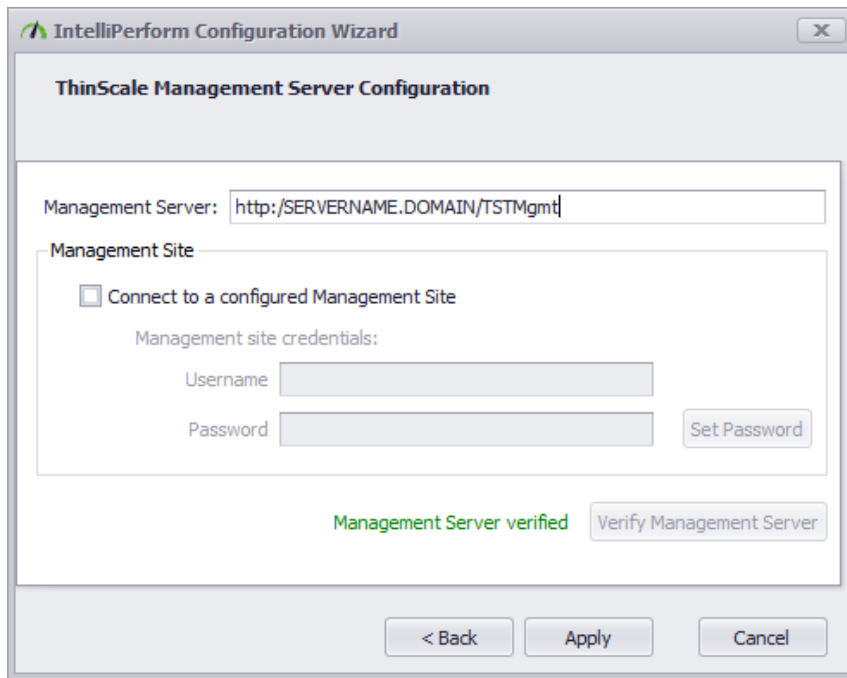 IntelliPerform Configuration Wizard
ThinScale Management Server Configuration
Management Server: http:/SERVERNAME.DOMAIN/TSTMgmt
Management Site
Connect to a configured Management Site
Management site credentials:
Username
Password Set Password
Management Server verified Verify Management Server
< Back Apply Cancel